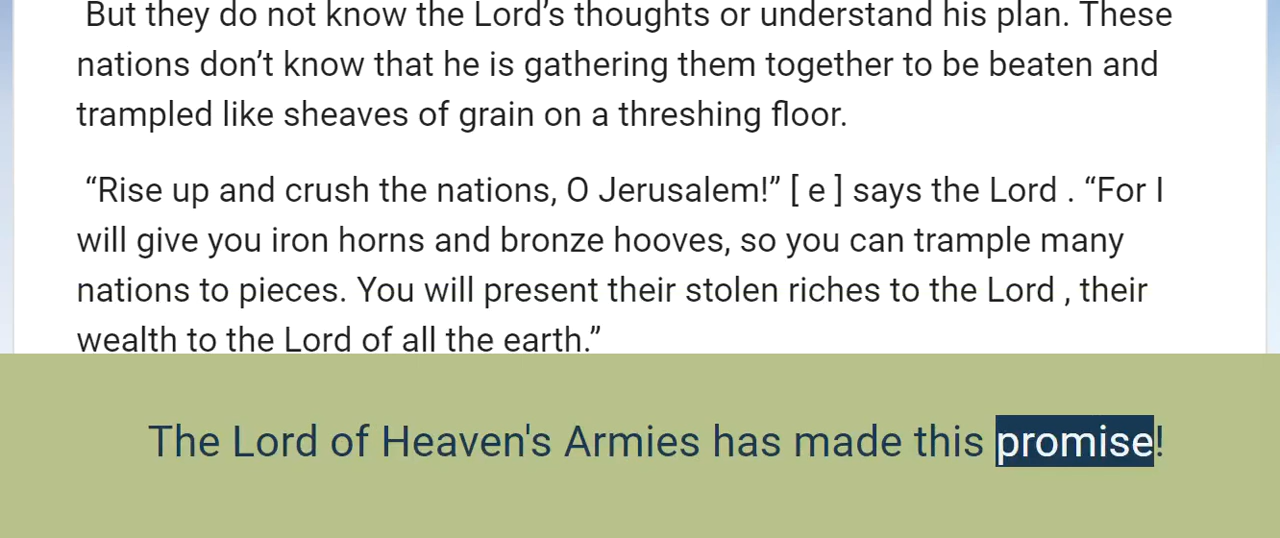 But they do not know the Lord’s thoughts or understand his plan. These
nations don’t know that he is gathering them together to be beaten and
trampled like sheaves of grain on a threshing floor.
“Rise up and crush the nations, O Jerusalem!” [ e ] says the Lord . “For I
will give you iron horns and bronze hooves, so you can trample many
nations to pieces. You will present their stolen riches to the Lord , their
wealth to the Lord of all the earth.”
The Lord of Heaven's Armies has made this promise!